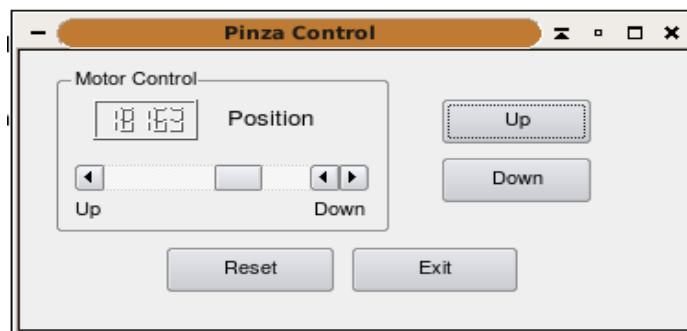 Pinza Control
Motor Control
18163 Position
Up Down
Up
Down
Reset Exit